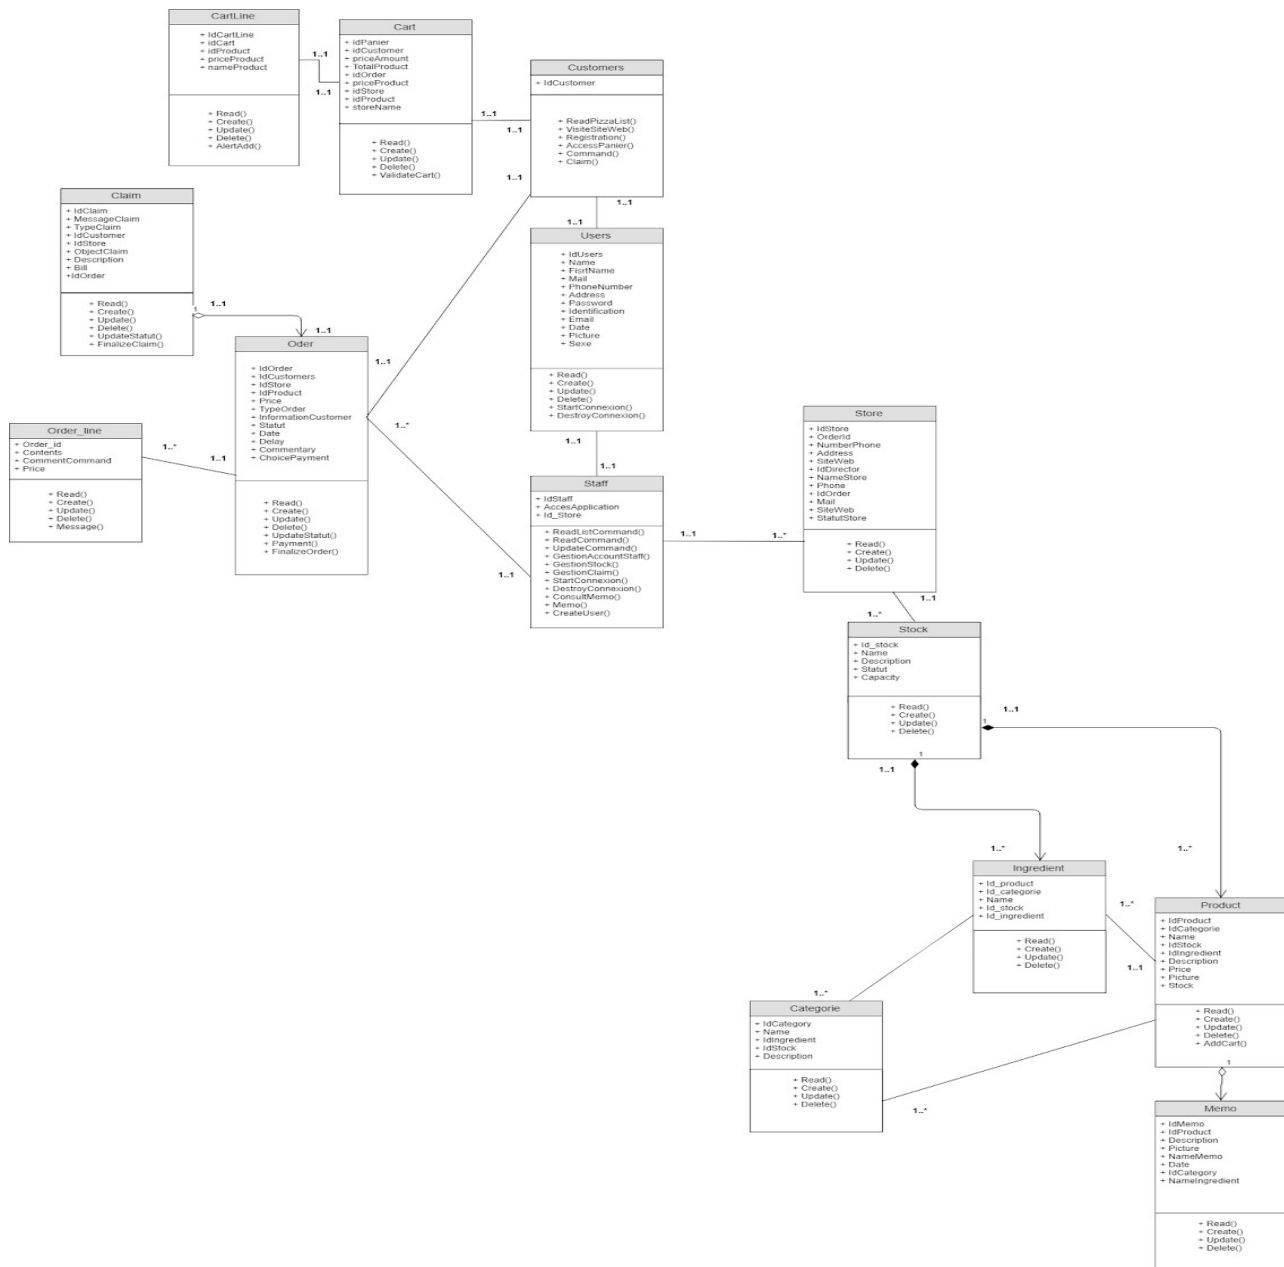 CartLine
+ IdCartLine
+ idCart
+ idProduct
+ priceProduct
+ nameProduct
+ Read()
+ Create()
+ Update()
+ Delete()
+ AlertAdd()
1..1
1..1
Cart
+ idPanier
+ idCustomer
+ priceAmount
+ TotalProduct
+ idOrder
+ priceProduct
+ idStore
+ idProduct
+ storeName
+ Read()
+ Create()
+ Update()
+ Delete()
+ ValidateCart()
1..1
1..1
Customers
+ IdCustomer
+ ReadPizzaList()
+ VisiteSiteWeb()
+ Registration()
+ AccessPanier()
+ Command()
+ Claim()
1..1
1..1
1..1
Claim
+ IdClaim
+ MessageClaim
+ TypeClaim
+ IdCustomer
+ IdStore
+ ObjectClaim
+ Description
+ Bill
+IdOrder
+ Read()
+ Create()
+ Update()
+ Delete()
+ UpdateStatut()
+ FinalizeClaim()
1
1..1
1..1
Users
+ IdUsers
+ Name
+ FisrtName
+ Mail
+ PhoneNumber
+ Address
+ Password
+ Identification
+ Email
+ Date
+ Picture
+ Sexe
+ Read()
+ Create()
+ Update()
+ Delete()
+ StartConnexion()
+ DestroyConnexion()
1..1
1..1
Oder
+ IdOrder
+ IdCustomers
+ IdStore
+ IdProduct
+ Price
+ TypeOrder
+ InformationCustomer
+ Statut
+ Date
+ Delay
+ Commentary
+ ChoicePayment
+ Read()
+ Create()
+ Update()
+ Delete()
+ UpdateStatut()
+ Payment()
+ FinalizeOrder()
1..1
1..*
1..1
Order_line
+ Order_id
+ Contents
+ CommentCommand
+ Price
+ Read()
+ Create()
+ Update()
+ Delete()
+ Message()
1..*
1..1
Staff
+ IdStaff
+ AccesApplication
+ Id_Store
+ ReadListCommand()
+ ReadCommand()
+ UpdateCommand()
+ GestionAccountStaff()
+ GestionStock()
+ GestionClaim()
+ StartConnexion()
+ DestroyConnexion()
+ ConsultMemo()
+ Memo()
+ CreateUser()
1..1
1..*
Store
+ IdStore
+ OrderId
+ NumberPhone
+ Address
+ SiteWeb
+ IdDirector
+ NameStore
+ Phone
+ IdOrder
+ Mail
+ SiteWeb
+ StatutStore
+ Read()
+ Create()
+ Update()
+ Delete()
1..1
1..*
Stock
+ Id_stock
+ Name
+ Description
+ Statut
+ Capacity
+ Read()
+ Create()
+ Update()
+ Delete()
1
1..1
1
1..1
1..*
1..*
Ingredient
+ Id_product
+ Id_categorie
+ Name
+ Id_stock
+ Id_ingredient
+ Read()
+ Create()
+ Update()
+ Delete()
1..*
1..1
Product
+ IdProduct
+ IdCategorie
+ Name
+ IdStock
+ IdIngredient
+ Description
+ Price
+ Picture
+ Stock
+ Read()
+ Create()
+ Update()
+ Delete()
+ AddCart()
1
1..*
Categorie
+ IdCategory
+ Name
+ IdIngredient
+ IdStock
+ Description
+ Read()
+ Create()
+ Update()
+ Delete()
1..*
Memo
+ IdMemo
+ IdProduct
+ Description
+ Picture
+ NameMemo
+ Date
+ IdCategory
+ NameIngredient
+ Read()
+ Create()
+ Update()
+ Delete()